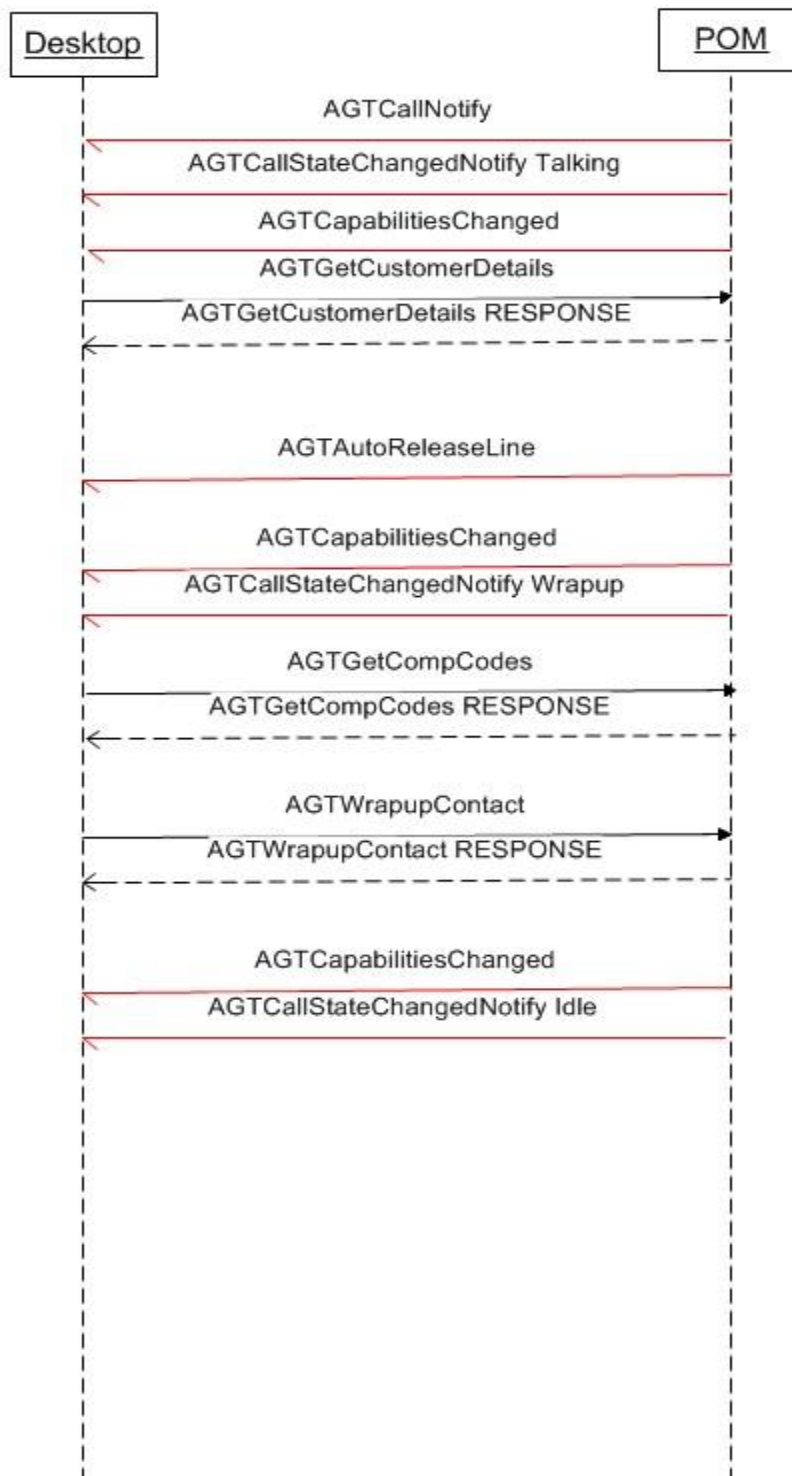 Desktop
POM
AGTCallNotify
AGTCallStateChangedNotify Talking
AGTCapabilitiesChanged
AGTGetCustomerDetails
AGTGetCustomerDetails RESPONSE
AGTAutoReleaseLine
AGTCapabilitiesChanged
AGTCallStateChangedNotify Wrapup
AGTGetCompCodes
AGTGetCompCodes RESPONSE
AGTWrapupContact
AGTWrapupContact RESPONSE
AGTCapabilitiesChanged
AGTCallStateChangedNotify Idle